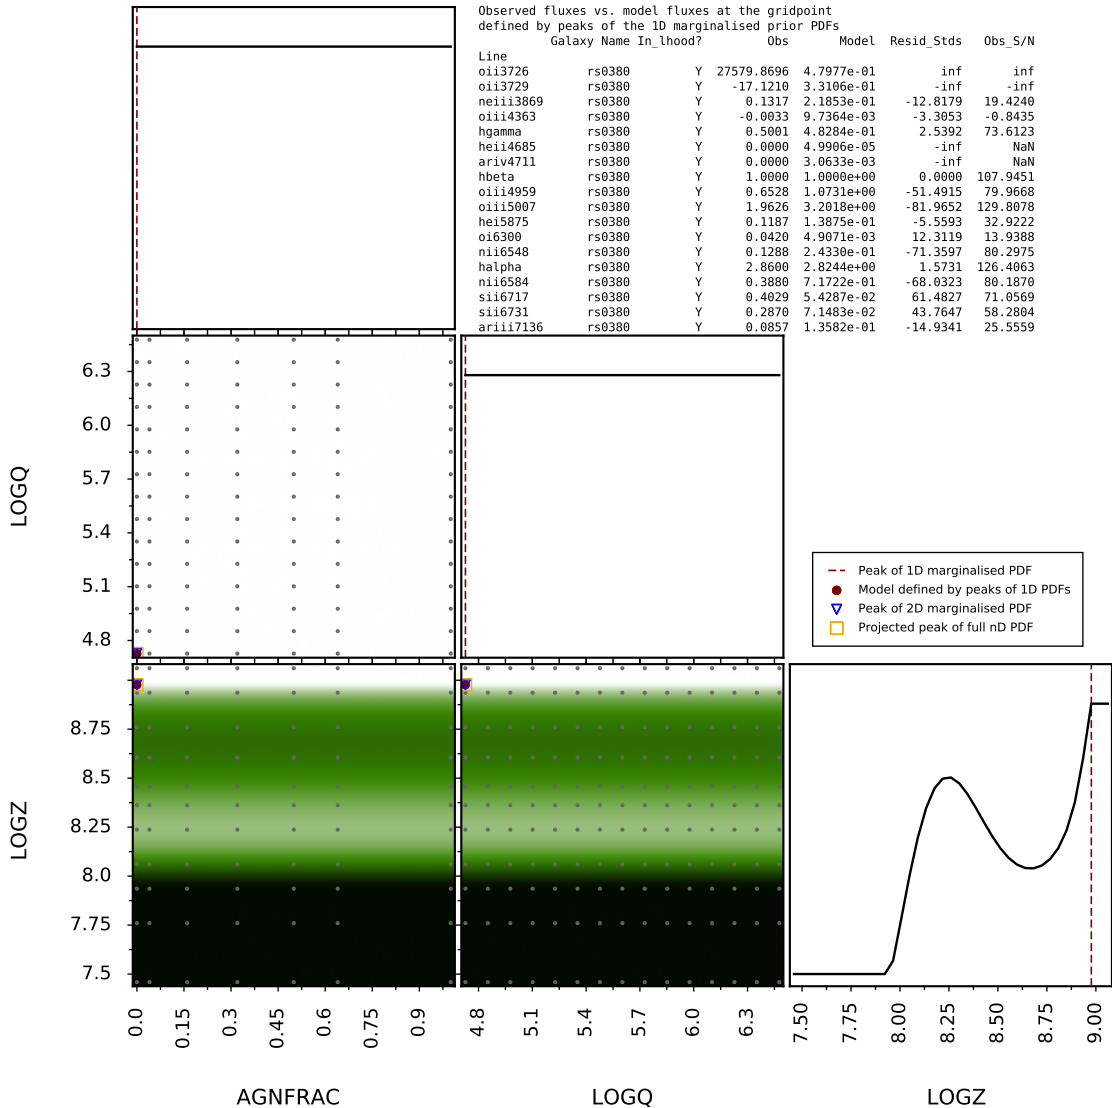 Observed fluxes vs. model fluxes at the gridpoint
defined by peaks of the 1D marginalised prior PDFs
Galaxy Name In_lhood? Obs Model Resid_Stds Obs_S/N
Line
oii3726 rs0380 Y 27579.8696 4.7977e-01 inf inf
oii3729 rs0380 Y -17.1210 3.3106e-01 -inf -inf
neiii3869 rs0380 Y 0.1317 2.1853e-01 -12.8179 19.4240
oiii4363 rs0380 Y -0.0033 9.7364e-03 -3.3053 -0.8435
hgamma rs0380 Y 0.5001 4.8284e-01 2.5392 73.6123
heii4685 rs0380 Y 0.0000 4.9906e-05 -inf NaN
ariv4711 rs0380 Y 0.0000 3.0633e-03 -inf NaN
hbeta rs0380 Y 1.0000 1.0000e+00 0.0000 107.9451
oiii4959 rs0380 Y 0.6528 1.0731e+00 -51.4915 79.9668
oiii5007 rs0380 Y 1.9626 3.2018e+00 -81.9652 129.8078
hei5875 rs0380 Y 0.1187 1.3875e-01 -5.5593 32.9222
oi6300 rs0380 Y 0.0420 4.9071e-03 12.3119 13.9388
nii6548 rs0380 Y 0.1288 2.4330e-01 -71.3597 80.2975
halpha rs0380 Y 2.8600 2.8244e+00 1.5731 126.4063
nii6584 rs0380 Y 0.3880 7.1722e-01 -68.0323 80.1870
sii6717 rs0380 Y 0.4029 5.4287e-02 61.4827 71.0569
sii6731 rs0380 Y 0.2870 7.1483e-02 43.7647 58.2804
ariii7136 rs0380 Y 0.0857 1.3582e-01 -14.9341 25.5559
LOGQ
6.3
6.0
5.7
5.4
5.1
4.8
Peak of 1D marginalised PDF
Model defined by peaks of 1D PDFs
Peak of 2D marginalised PDF
Projected peak of full nD PDF
LOGZ
8.75
8.5
8.25
8.0
7.75
7.5
0.0 0.15 0.3 0.45 0.6 0.75 0.9
4.8 5.1 5.4 5.7 6.0 6.3
7.50 7.75 8.00 8.25 8.50 8.75 9.00
AGNFRAC LOGQ LOGZ